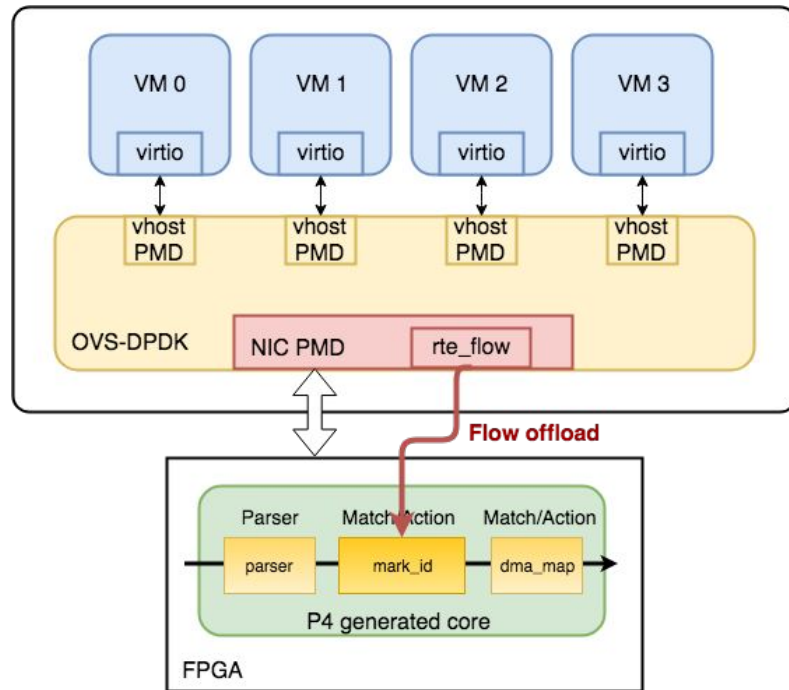 VM 0
VM 1
VM 2
VM 3
virtio
virtio
virtio
virtio
vhost
PMD
vhost
PMD
vhost
PMD
vhost
PMD
OVS-DPDK
NIC PMD
rte_flow
Flow offload
Parser
Match/Action
Match/Action
parser
mark_id
dma_map
P4 generated core
FPGA